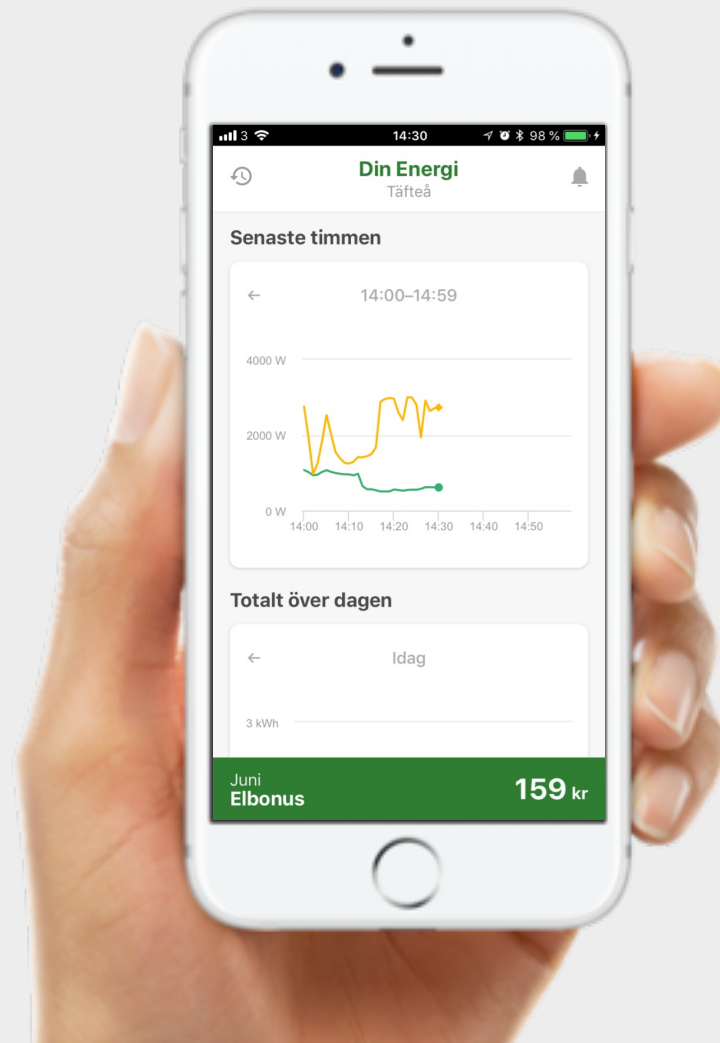 3 14:30 98 %
Din Energi
Täfteå
Senaste timmen
14:00–14:59
4000 W
2000 W
0 W
14:00 14:10 14:20 14:30 14:40 14:50
Totalt över dagen
Idag
3 kWh
Juni
Elbonus
159 kr